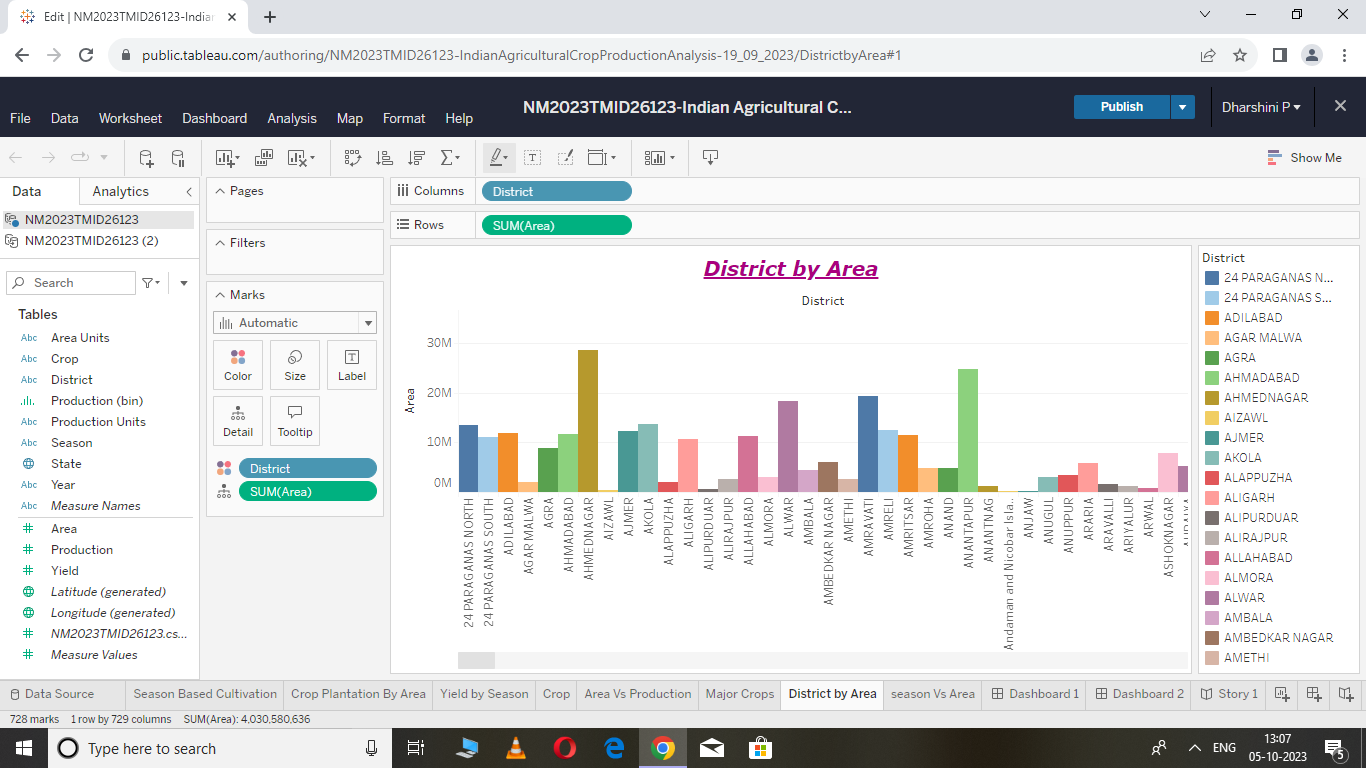 Edit | NM2023TMID26123-India
public.tableau.com/authoring/NM2023TMID26123-IndianAgriculturalCropProductionAnalysis-19_09_2023/DistrictbyArea#1
NM2023TMID26123-Indian Agricultural C...
Publish
Dharshini P
File Data Worksheet Dashboard Analysis Map Format Help
Show Me
Data Analytics
NM2023TMID26123
NM2023TMID26123 (2)
Search
Tables
Abc Area Units
Abc Crop
Abc District
Production (bin)
Abc Production Units
Abc Season
State
Abc Year
Abc Measure Names
Area
Production
Yield
Latitude (generated)
Longitude (generated)
NM2023TMID26123.cs...
Measure Values
Pages
Filters
Marks
Automatic
Color Size Label
Detail Tooltip
District
SUM(Area)
Columns District
Rows SUM(Area)
District by Area
District
Area
30M
20M
10M
0M
24 PARAGANAS NORTH
24 PARAGANAS SOUTH
ADILABAD
AGAR MALWA
AGRA
AHMADABAD
AHMEDNAGAR
AIZAWL
AJMER
AKOLA
ALAPPUZHA
ALIGARH
ALIPURDUAR
ALIRAJPUR
ALLAHABAD
ALMORA
ALWAR
AMBALA
AMBEDKAR NAGAR
AMETHI
AMRAVATI
AMRELI
AMRITSAR
AMROHA
ANAND
ANANTAPUR
ANANTNAG
Andaman and Nicobar Isla..
ANJAW
ANUGUL
ANUPPUR
ARARIA
ARAVALLI
ARIYALUR
ARWAL
ASHOKNAGAR
District
24 PARAGANAS N...
24 PARAGANAS S...
ADILABAD
AGAR MALWA
AGRA
AHMADABAD
AHMEDNAGAR
AIZAWL
AJMER
AKOLA
ALAPPUZHA
ALIGARH
ALIPURDUAR
ALIRAJPUR
ALLAHABAD
ALMORA
ALWAR
AMBALA
AMBEDKAR NAGAR
AMETHI
Data Source Season Based Cultivation Crop Plantation By Area Yield by Season Crop Area Vs Production Major Crops District by Area season Vs Area Dashboard 1 Dashboard 2 Story 1
728 marks 1 row by 729 columns SUM(Area): 4,030,580,636
Type here to search
ENG
13:07
05-10-2023
5